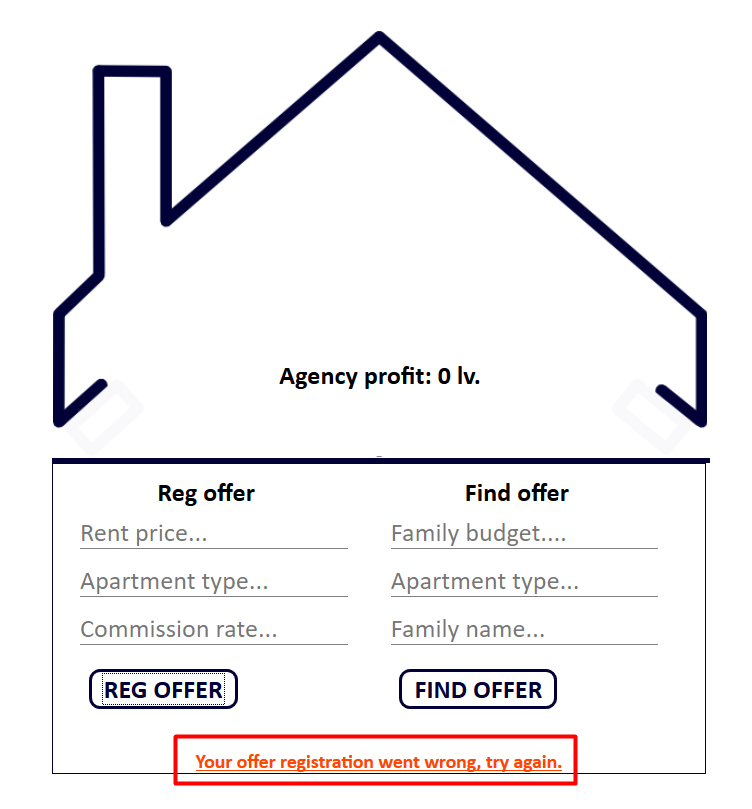 Agency profit: 0 lv.
Reg offer
Rent price...
Apartment type...
Commission rate...
REG OFFER
Find offer
Family budget....
Apartment type...
Family name...
FIND OFFER
Your offer registration went wrong, try again.